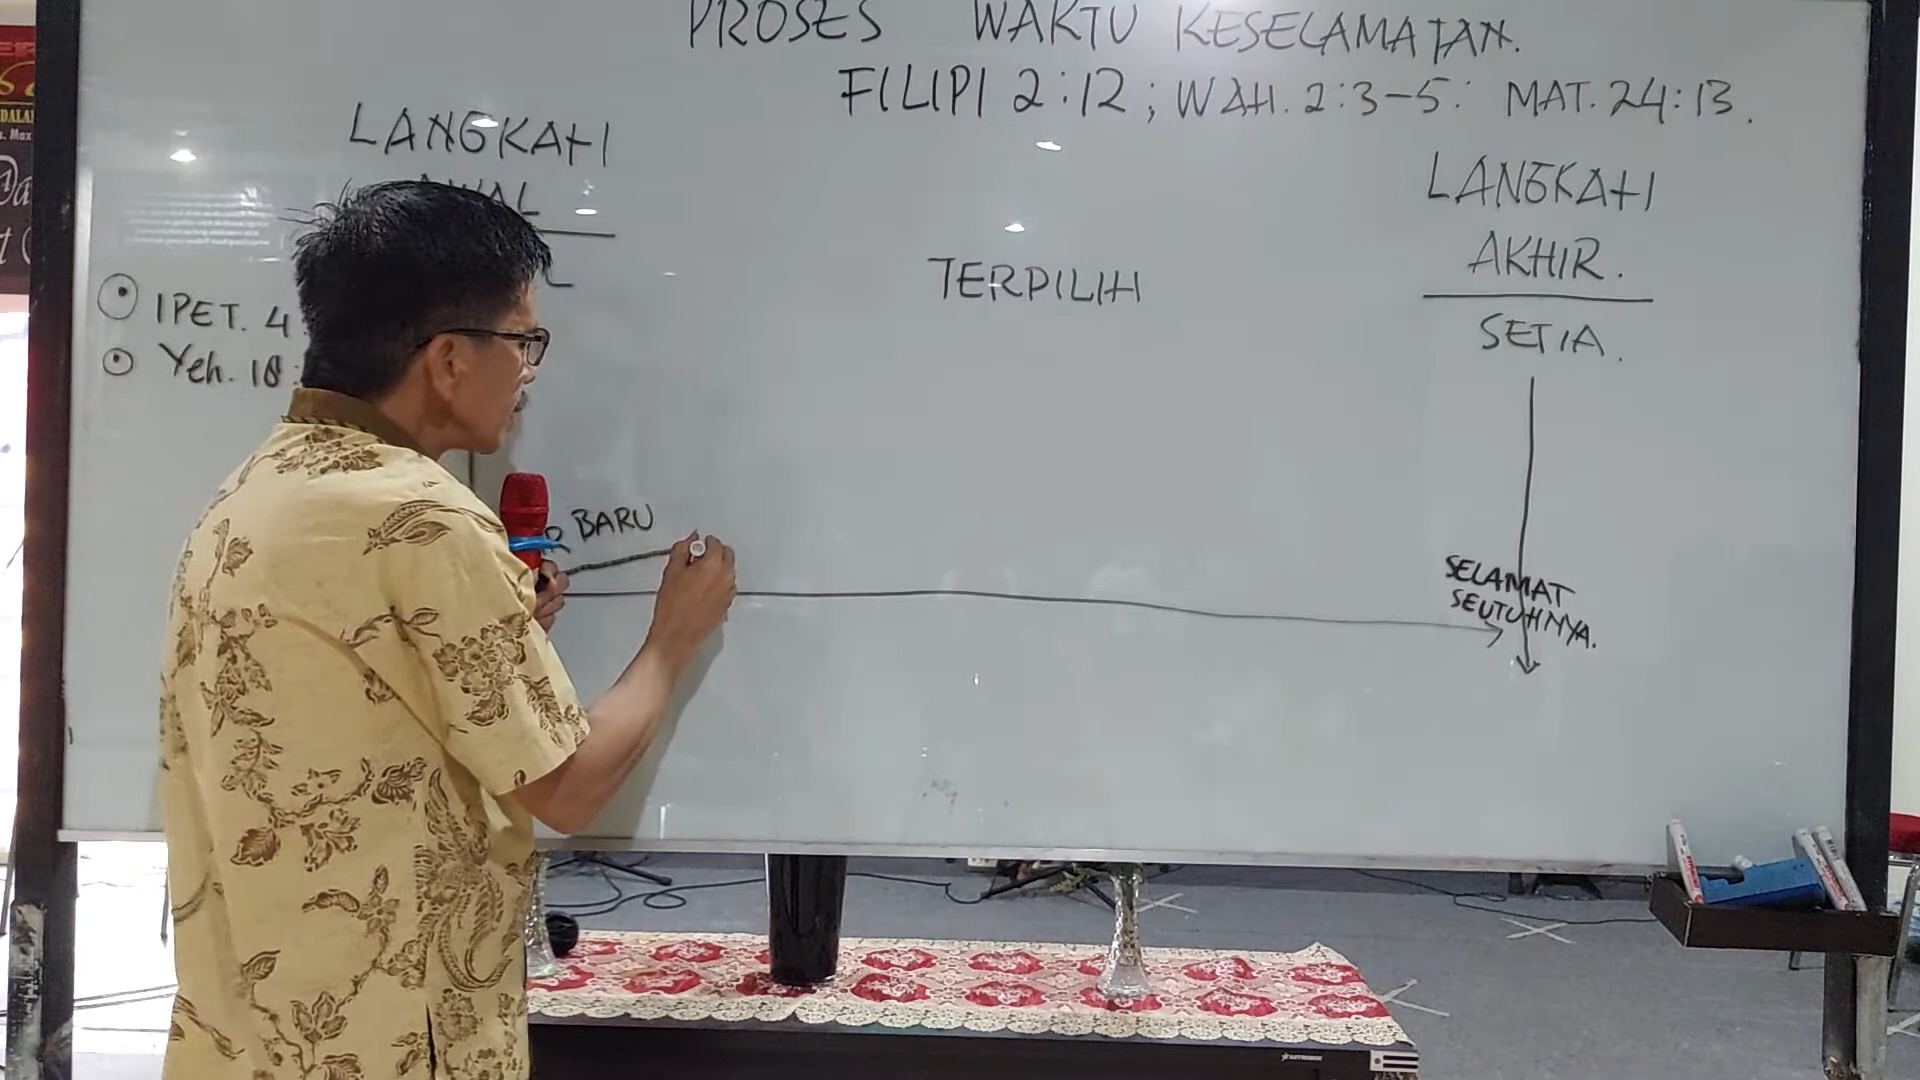 PROSES WAKTU KESELAMATAN.
FILIPI 2:12; WAH. 2:3-5: MAT. 24:13.
LANGKAH
AWAL
TERPILIH
LANGKAH
AKHIR.
SETIA.
IPET. 4
Yeh. 18:
BARU
SELAMAT
SEUTUHNYA.